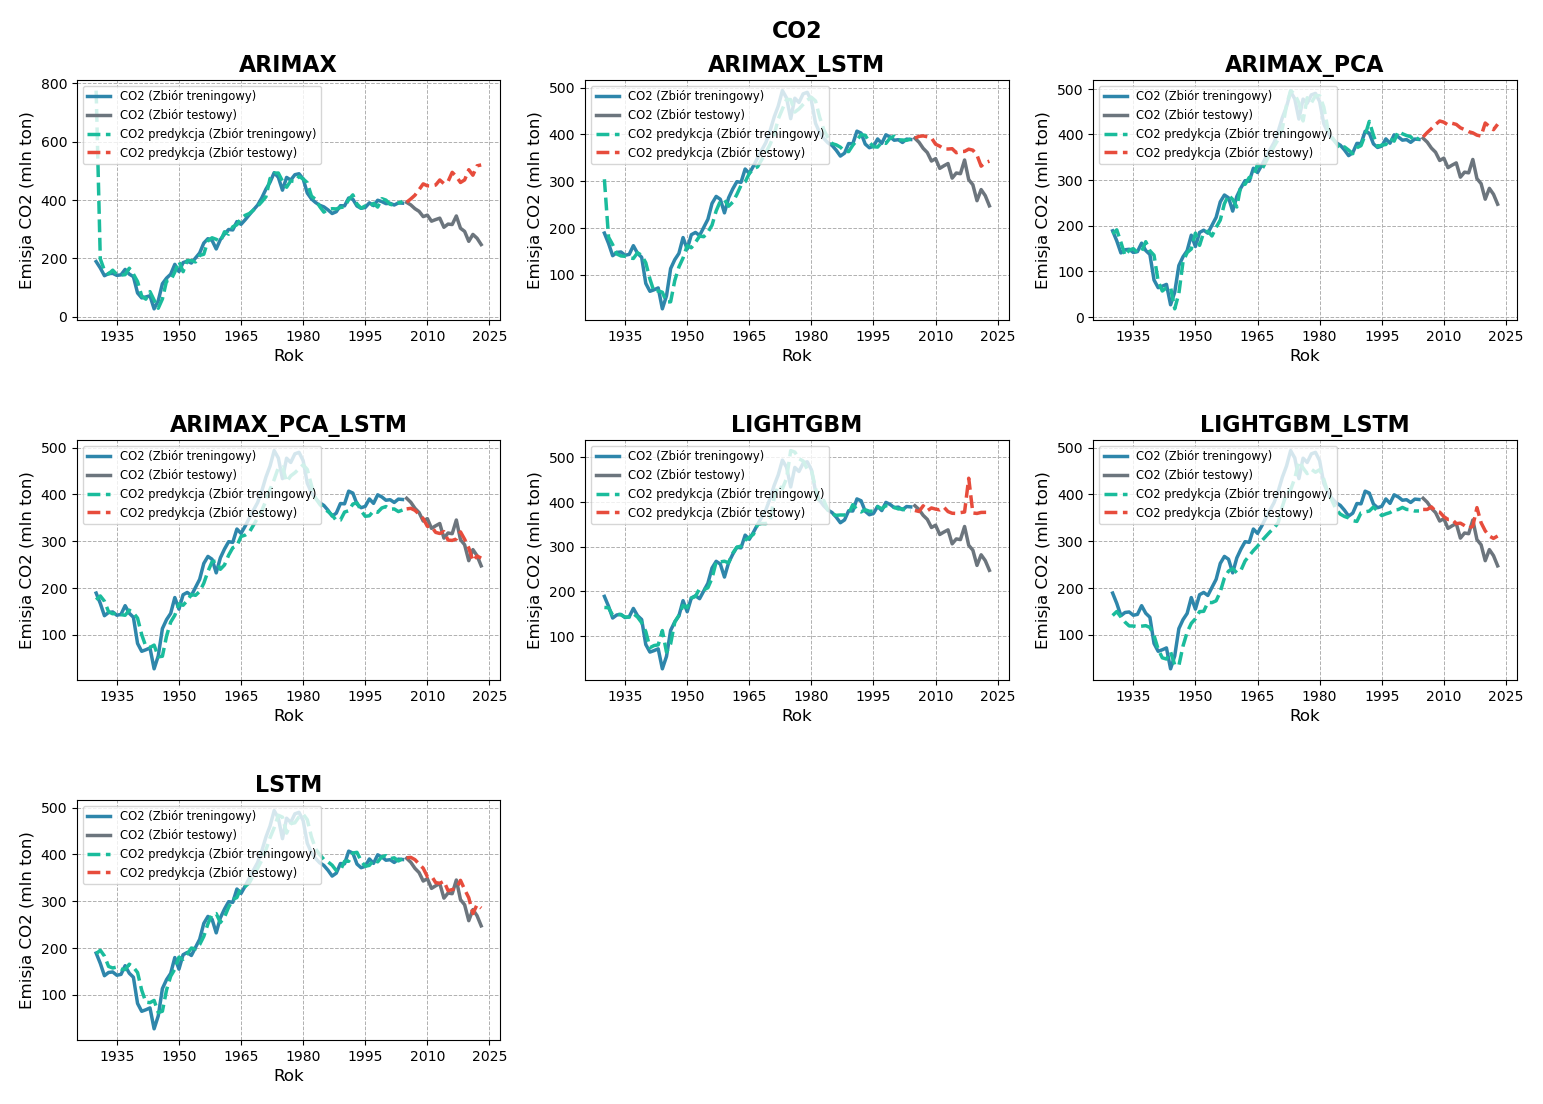 CO2
ARIMAX
Emisja CO2 (mln ton)
800
600
400
200
0
CO2 (Zbiór treningowy)
CO2 (Zbiór testowy)
CO2 predykcja (Zbiór treningowy)
CO2 predykcja (Zbiór testowy)
1935 1950 1965 1980 1995 2010 2025
Rok
ARIMAX_LSTM
Emisja CO2 (mln ton)
500
400
300
200
100
CO2 (Zbiór treningowy)
CO2 (Zbiór testowy)
CO2 predykcja (Zbiór treningowy)
CO2 predykcja (Zbiór testowy)
1935 1950 1965 1980 1995 2010 2025
Rok
ARIMAX_PCA
Emisja CO2 (mln ton)
500
400
300
200
100
0
CO2 (Zbiór treningowy)
CO2 (Zbiór testowy)
CO2 predykcja (Zbiór treningowy)
CO2 predykcja (Zbiór testowy)
1935 1950 1965 1980 1995 2010 2025
Rok
ARIMAX_PCA_LSTM
Emisja CO2 (mln ton)
500
400
300
200
100
CO2 (Zbiór treningowy)
CO2 (Zbiór testowy)
CO2 predykcja (Zbiór treningowy)
CO2 predykcja (Zbiór testowy)
1935 1950 1965 1980 1995 2010 2025
Rok
LIGHTGBM
Emisja CO2 (mln ton)
500
400
300
200
100
CO2 (Zbiór treningowy)
CO2 (Zbiór testowy)
CO2 predykcja (Zbiór treningowy)
CO2 predykcja (Zbiór testowy)
1935 1950 1965 1980 1995 2010 2025
Rok
LIGHTGBM_LSTM
Emisja CO2 (mln ton)
500
400
300
200
100
CO2 (Zbiór treningowy)
CO2 (Zbiór testowy)
CO2 predykcja (Zbiór treningowy)
CO2 predykcja (Zbiór testowy)
1935 1950 1965 1980 1995 2010 2025
Rok
LSTM
Emisja CO2 (mln ton)
500
400
300
200
100
CO2 (Zbiór treningowy)
CO2 (Zbiór testowy)
CO2 predykcja (Zbiór treningowy)
CO2 predykcja (Zbiór testowy)
1935 1950 1965 1980 1995 2010 2025
Rok